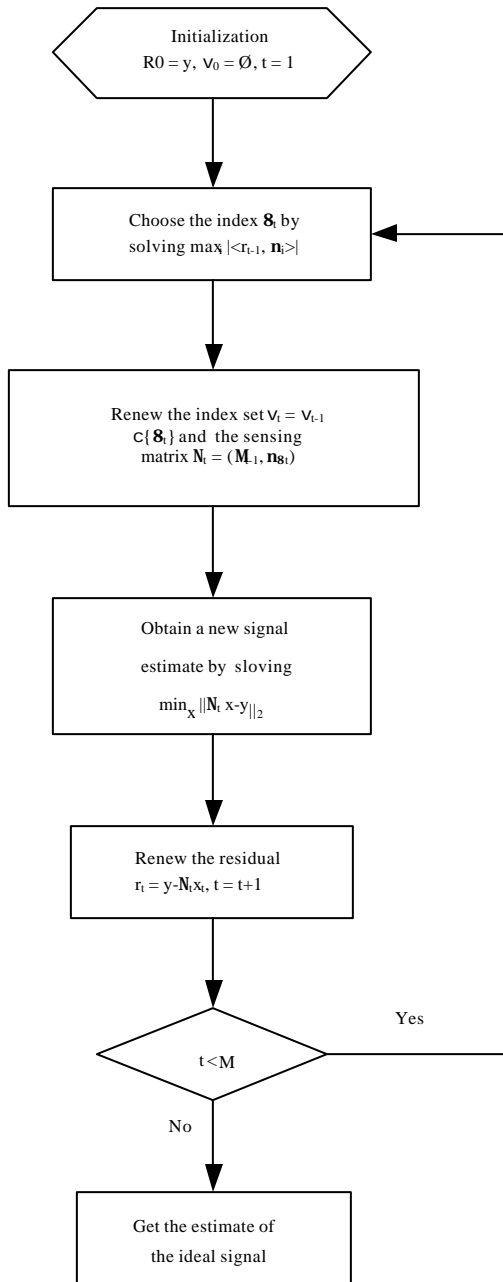 Initialization
R0 = y, v₀ = Ø, t = 1
Choose the index 8ₜ by
solving maxᵢ |<rₜ₋₁, nᵢ>|
Renew the index set vₜ = vₜ₋₁
c{8ₜ} and the sensing
matrix Nₜ = (Mₜ₋₁, n₈ₜ)
Obtain a new signal
estimate by sloving
minₓ ||Nₜ x-y||₂
Renew the residual
rₜ = y-Nₜxₜ, t = t+1
t<M
Yes
No
Get the estimate of
the ideal signal